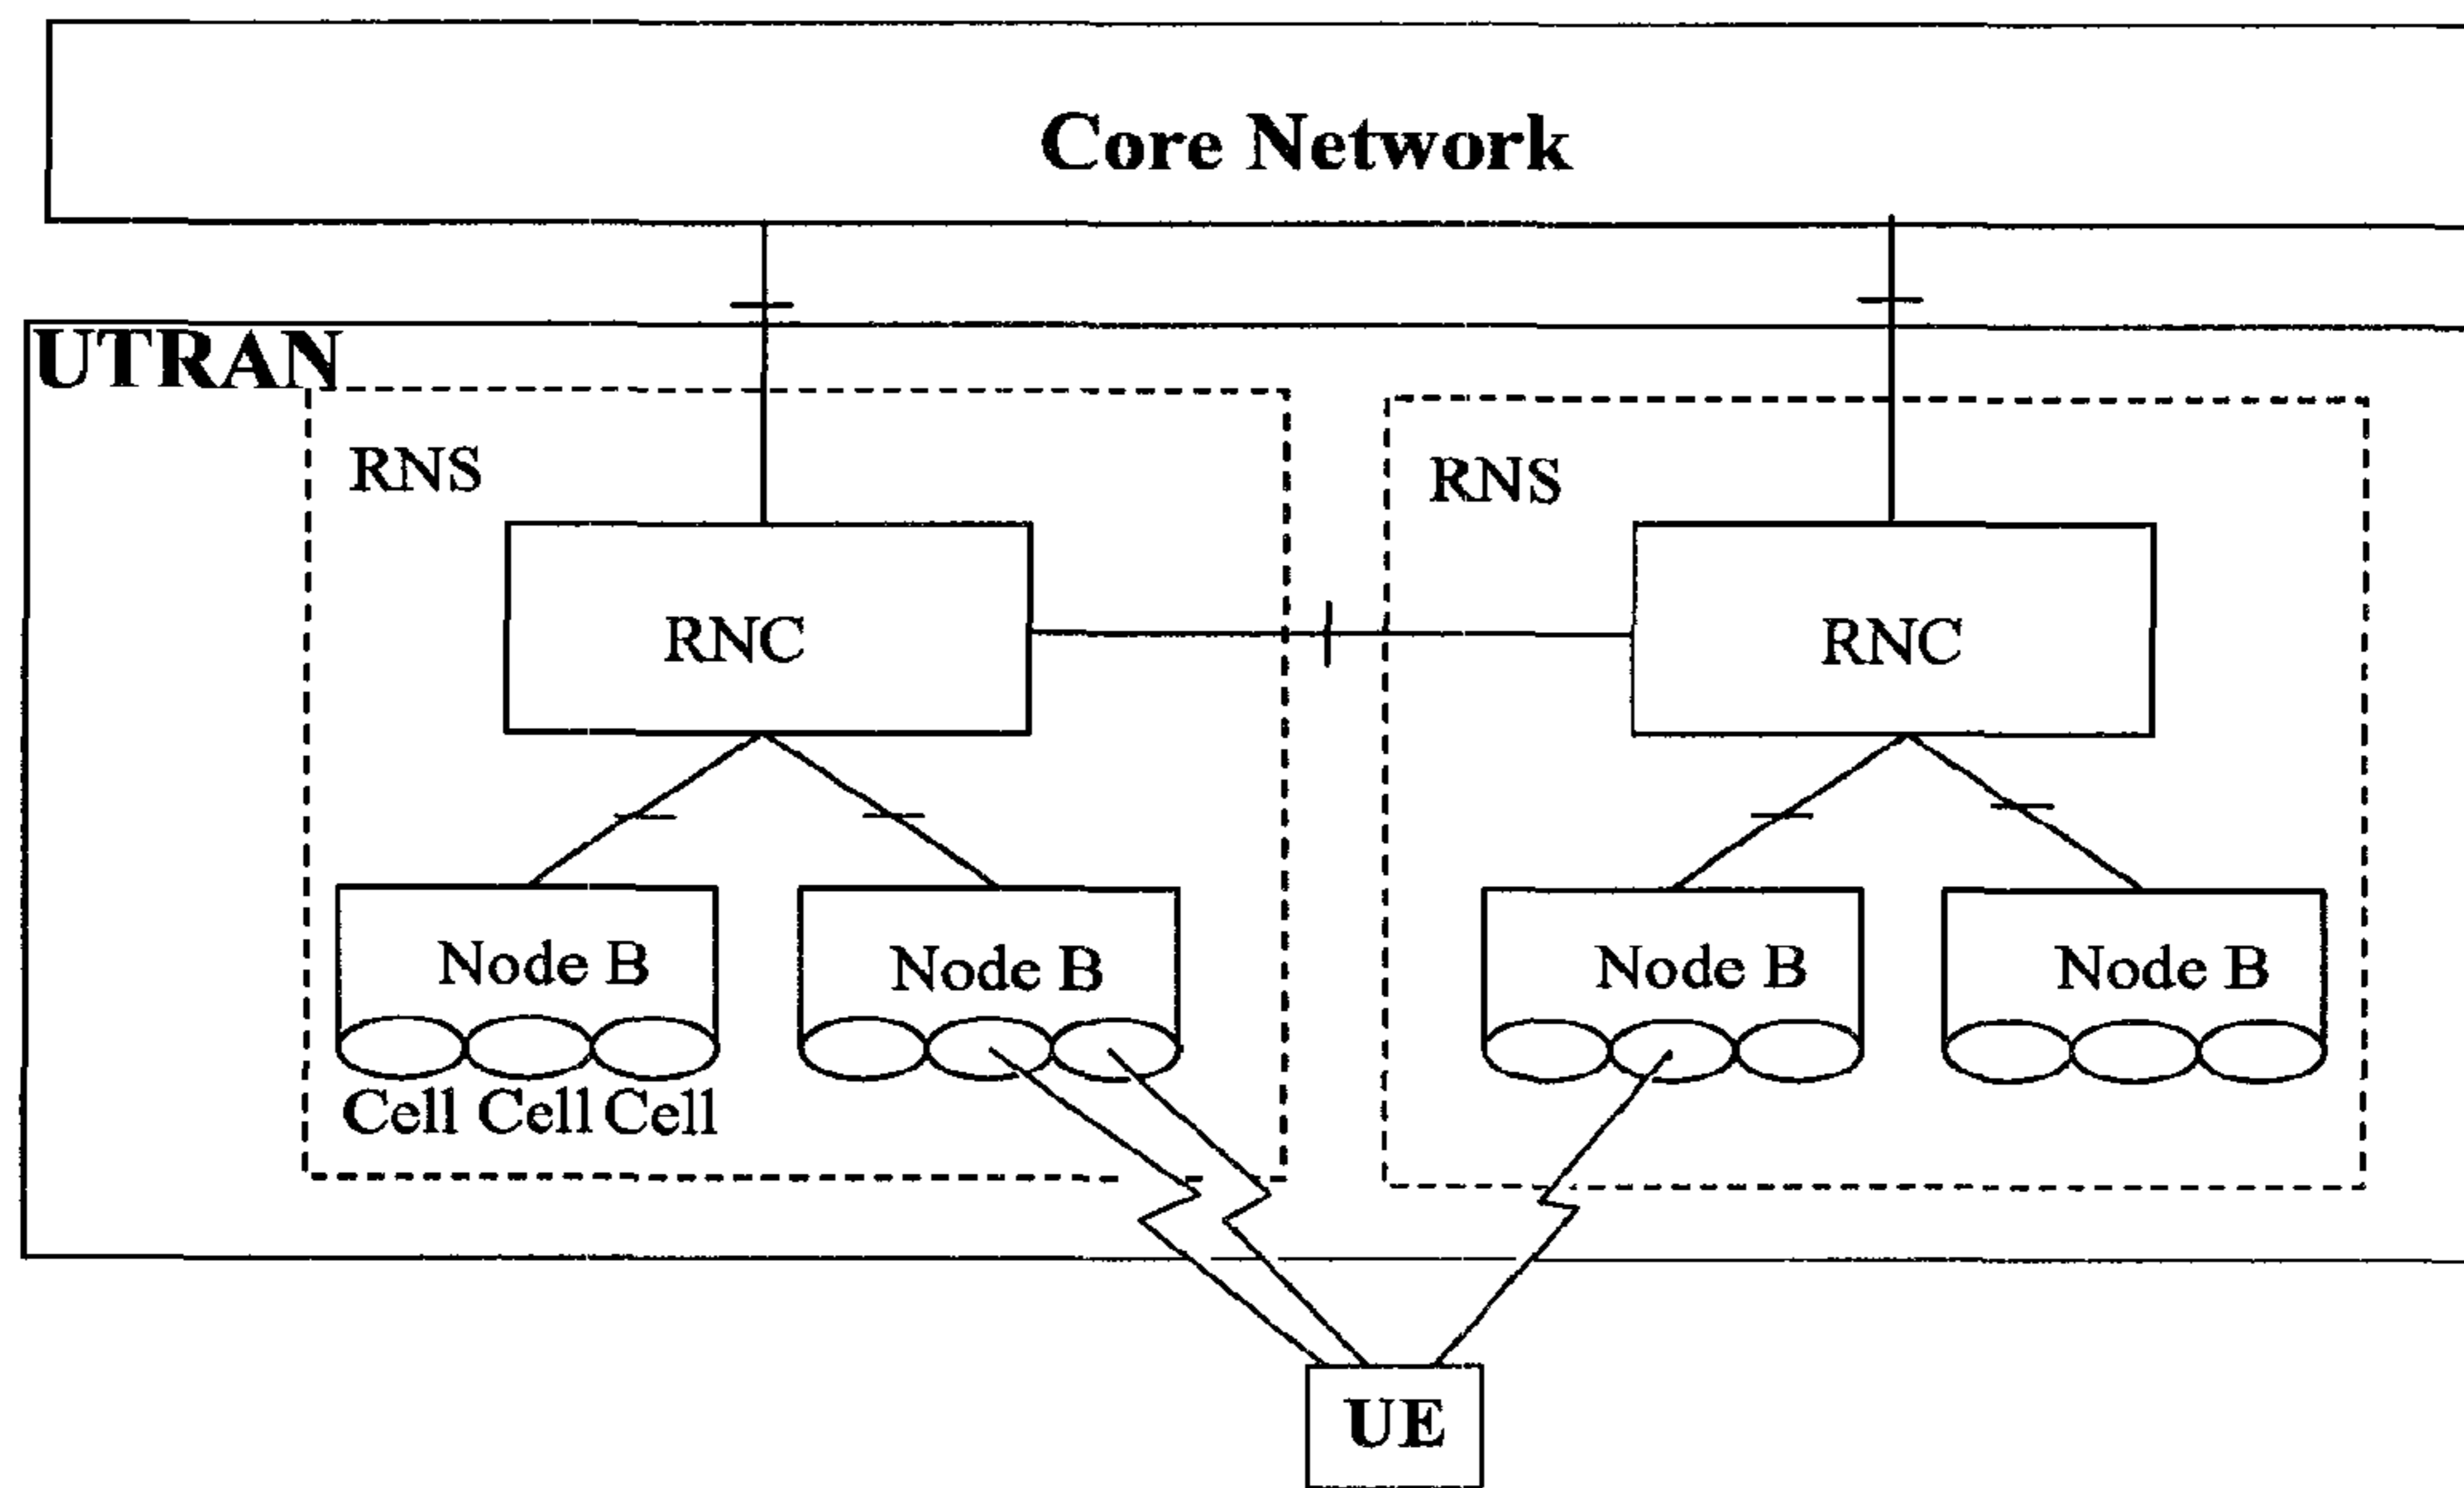 Core Network
UTRAN
RNS
RNS
RNC
RNC
Node B
Node B
Node B
Node B
Cell Cell Cell
UE